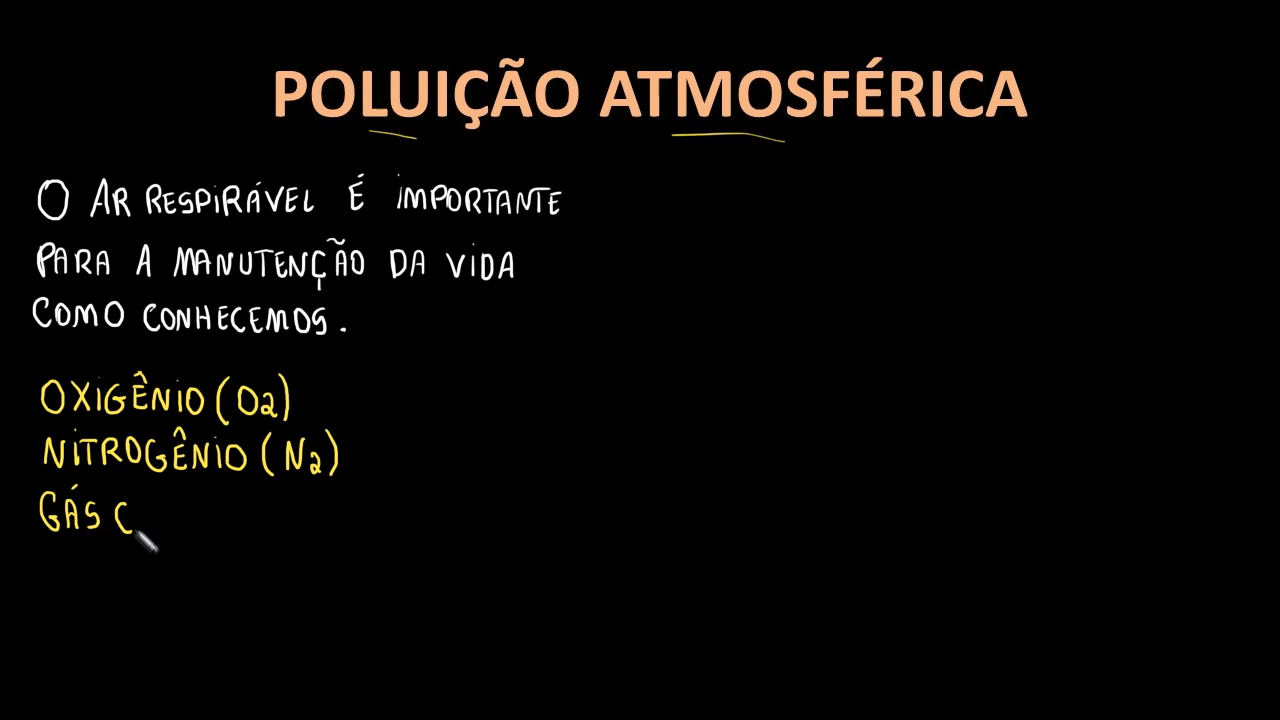 POLUIÇÃO ATMOSFÉRICA
O AR RESPIRÁVEL É IMPORTANTE
PARA A MANUTENÇÃO DA VIDA
COMO CONHECEMOS.
OXIGÊNIO (O2)
NITROGÊNIO (N2)
GÁS C